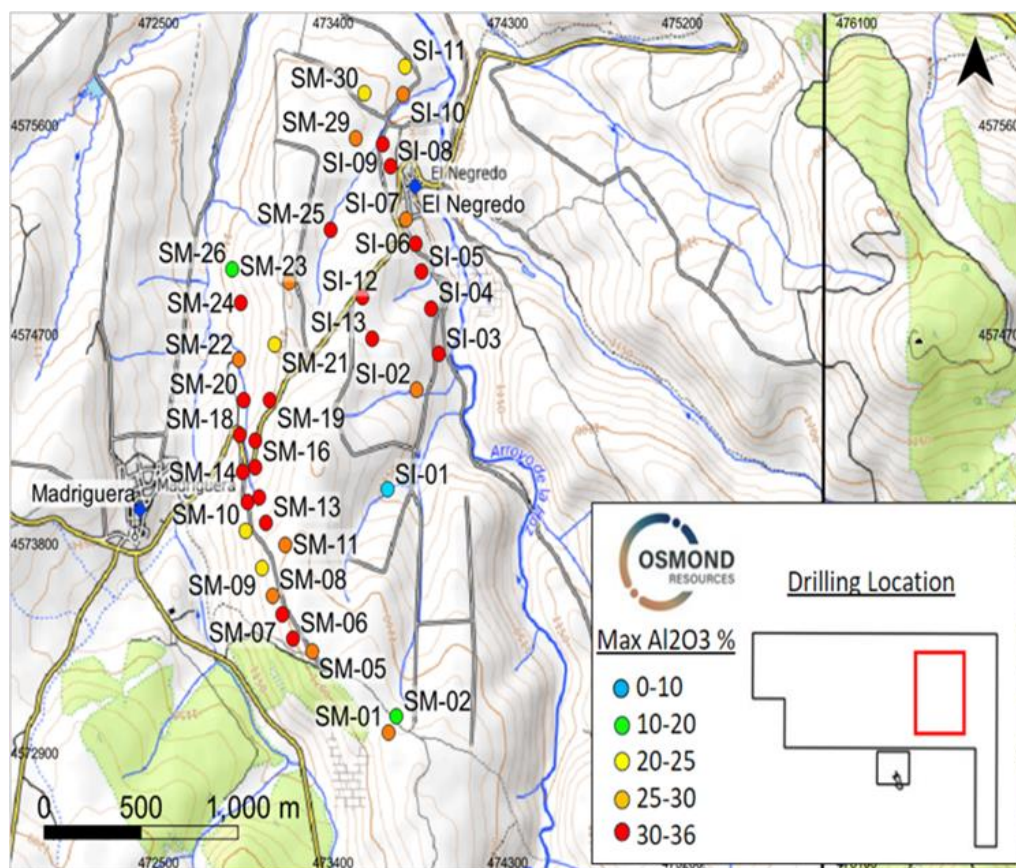 472500 473400 474300 475200 476100
SI-11
SM-30
SI-10
4575600 4575600
SM-29
SI-09 SI-08
El Negredo
SI-07 El Negredo
SM-25
SI-06
SM-26 SM-23 SI-05
SI-12
SM-24 SI-04
4574700 SI-13 4574700
SM-22 SM-21 SI-03
SI-02
SM-20
SM-18 SM-19
SM-16
SM-14 SI-01
Madriguera Madriguera
SM-10 SM-13
4573800
SM-11
SM-09 SM-08
SM-07 SM-06
SM-05
SM-02
SM-01
4572900
0 500 1,000 m
472500 473400 474300
OSMOND
RESOURCES
Drilling Location
Max Al2O3 %
0-10
10-20
20-25
25-30
30-36